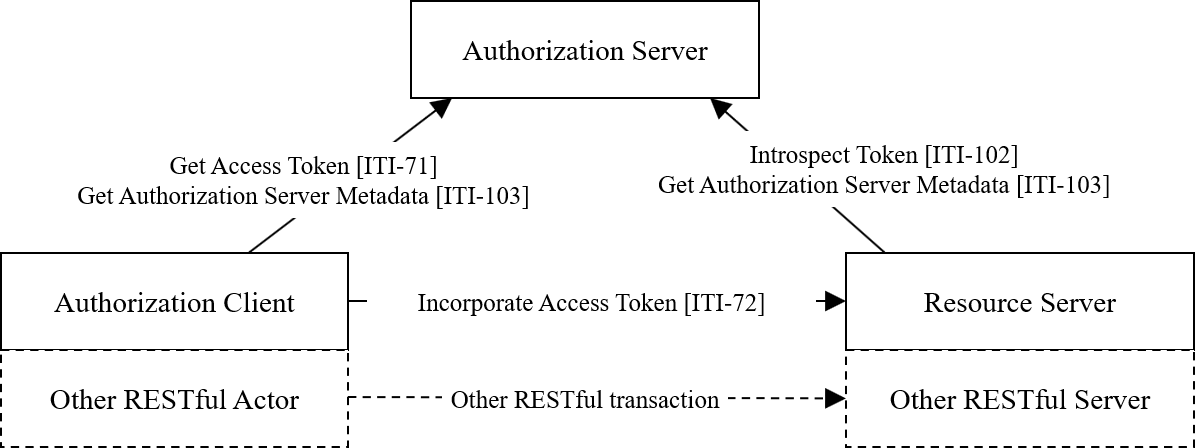 Authorization Server
Get Access Token [ITI-71]
Get Authorization Server Metadata [ITI-103]
Introspect Token [ITI-102]
Get Authorization Server Metadata [ITI-103]
Authorization Client
Incorporate Access Token [ITI-72]
Resource Server
Other RESTful Actor
Other RESTful transaction
Other RESTful Server